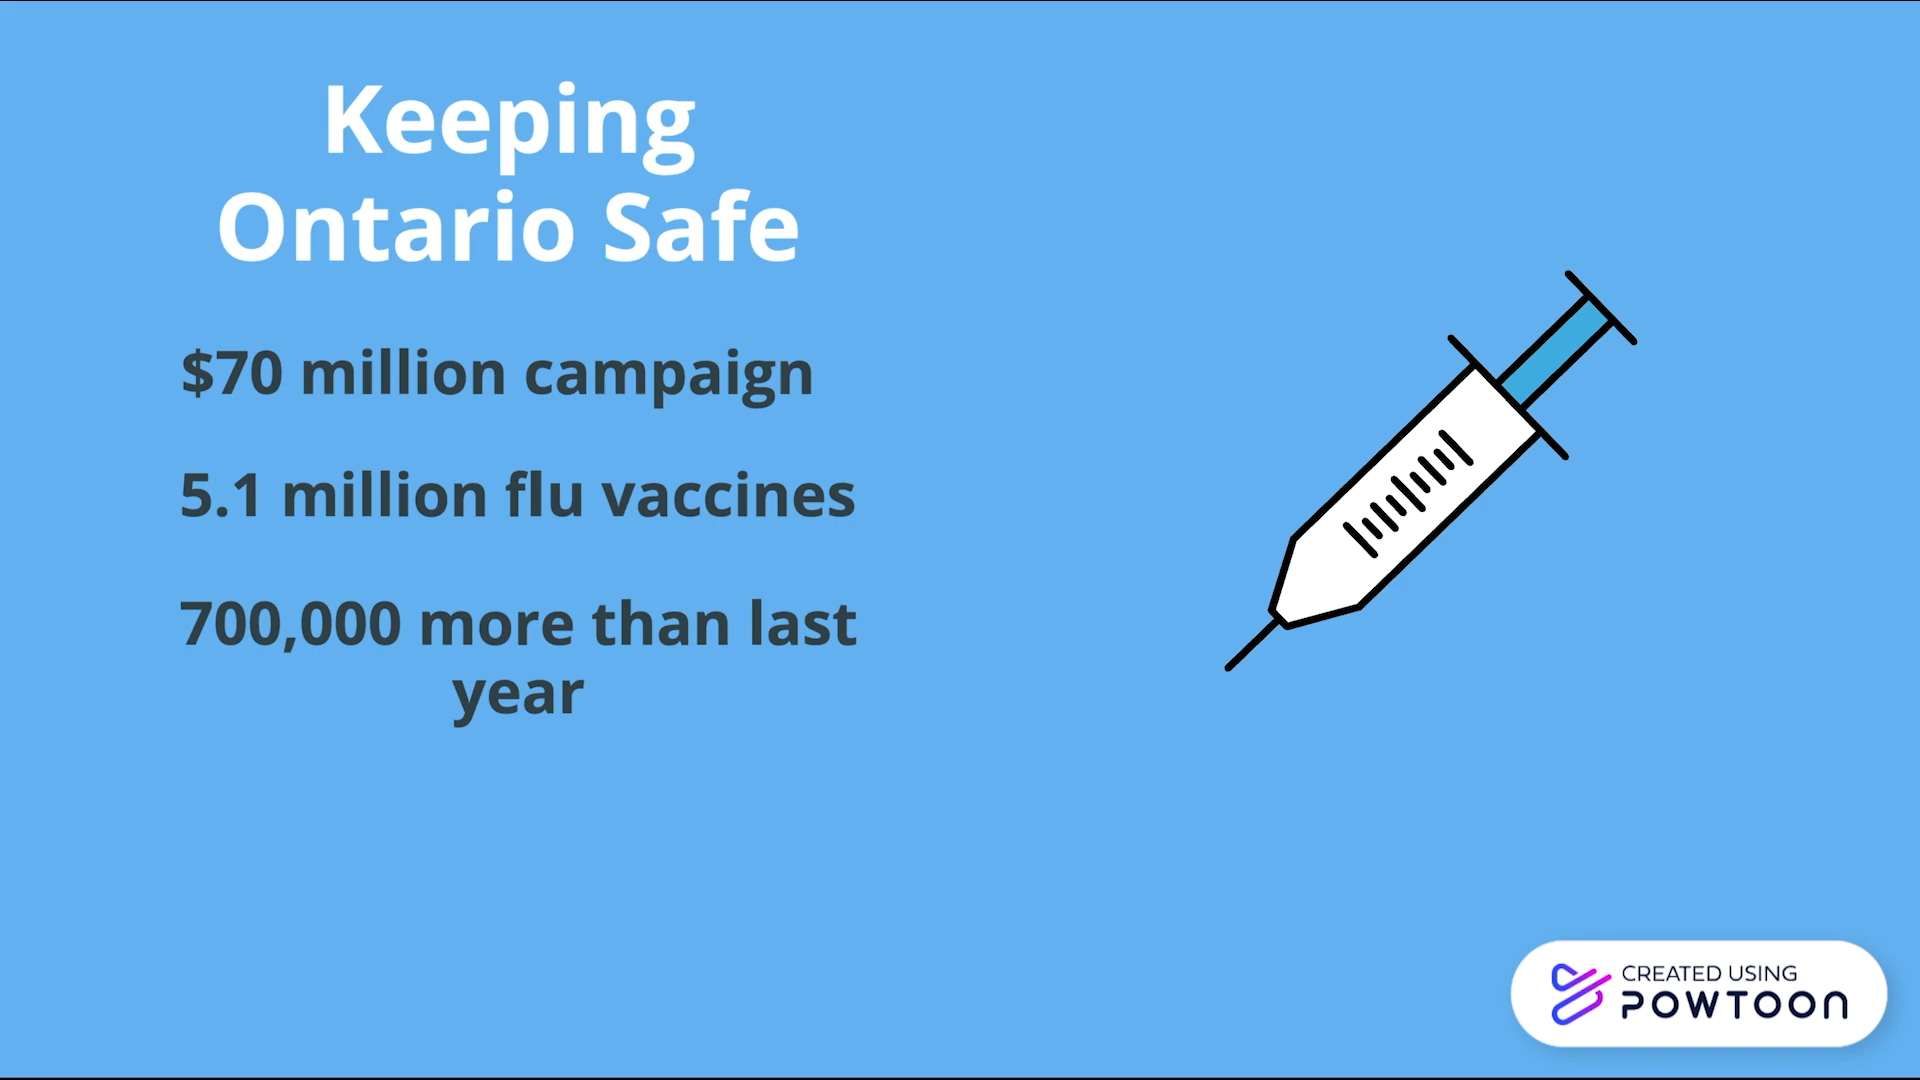 Keeping
Ontario Safe
$70 million campaign
5.1 million flu vaccines
700,000 more than last
year
CREATED USING
POWTOON